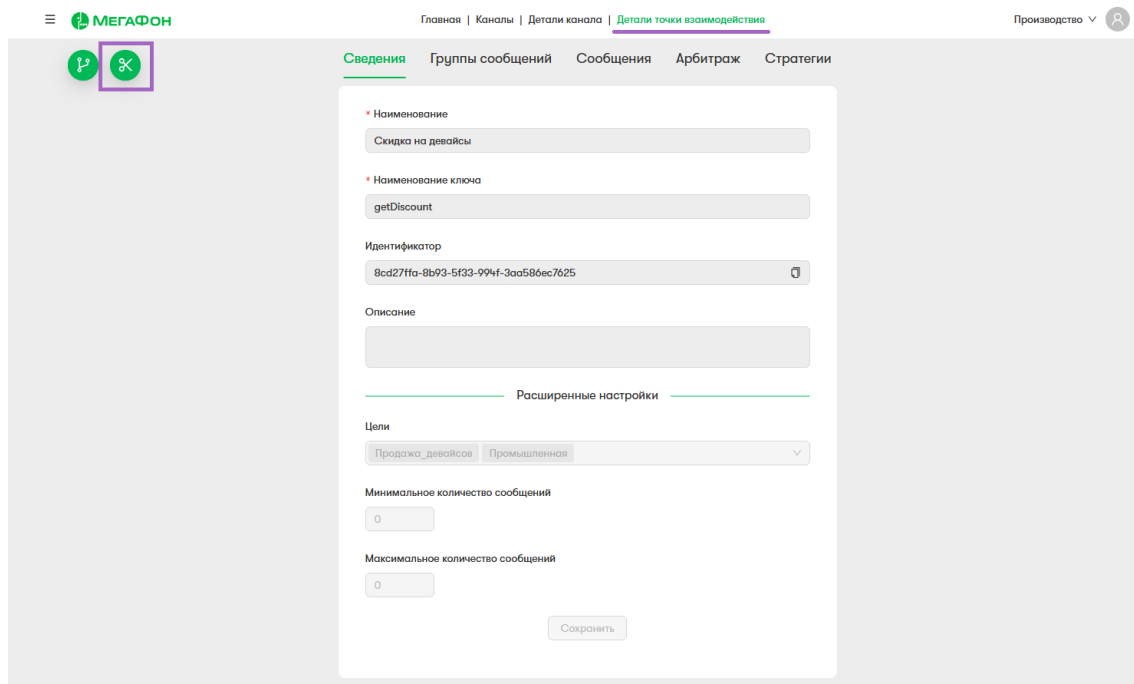 МЕГАФОН
Главная | Каналы | Детали канала | Детали точки взаимодействия
Производство
Сведения Группы сообщений Сообщения Арбитраж Стратегии
* Наименование
Скидка на девайсы
* Наименование ключа
getDiscount
Идентификатор
8cd27ffa-8b93-5f33-994f-3aa586ec7625
Описание
Расширенные настройки
Цели
Продажа_девайсов Промышленная
Минимальное количество сообщений
0
Максимальное количество сообщений
0
Сохранить